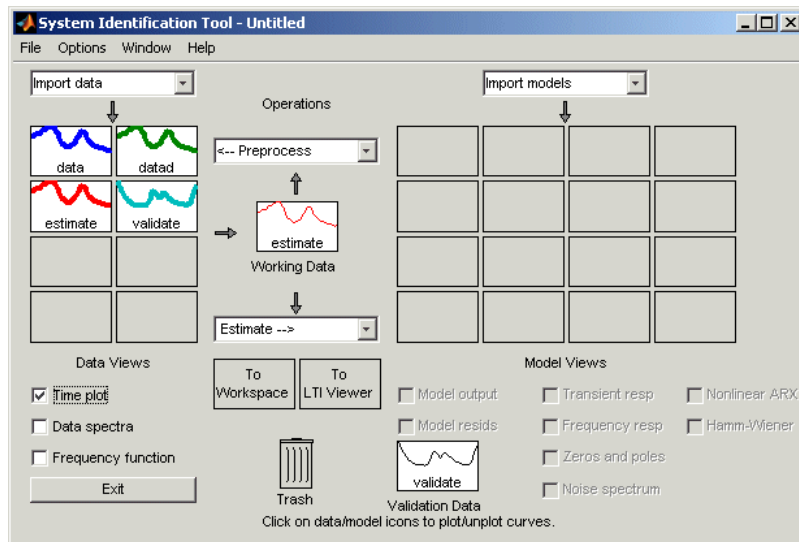 System Identification Tool - Untitled
File Options Window Help
Import data
Import models
Operations
data
datad
<-- Preprocess
estimate
validate
estimate
Working Data
Estimate -->
Data Views
To Workspace
To LTI Viewer
Model Views
Time plot
Data spectra
Frequency function
Exit
Model output
Transient resp
Nonlinear ARX
Model resids
Frequency resp
Hamm-Wiener
Zeros and poles
Noise spectrum
Trash
validate
Validation Data
Click on data/model icons to plot/unplot curves.